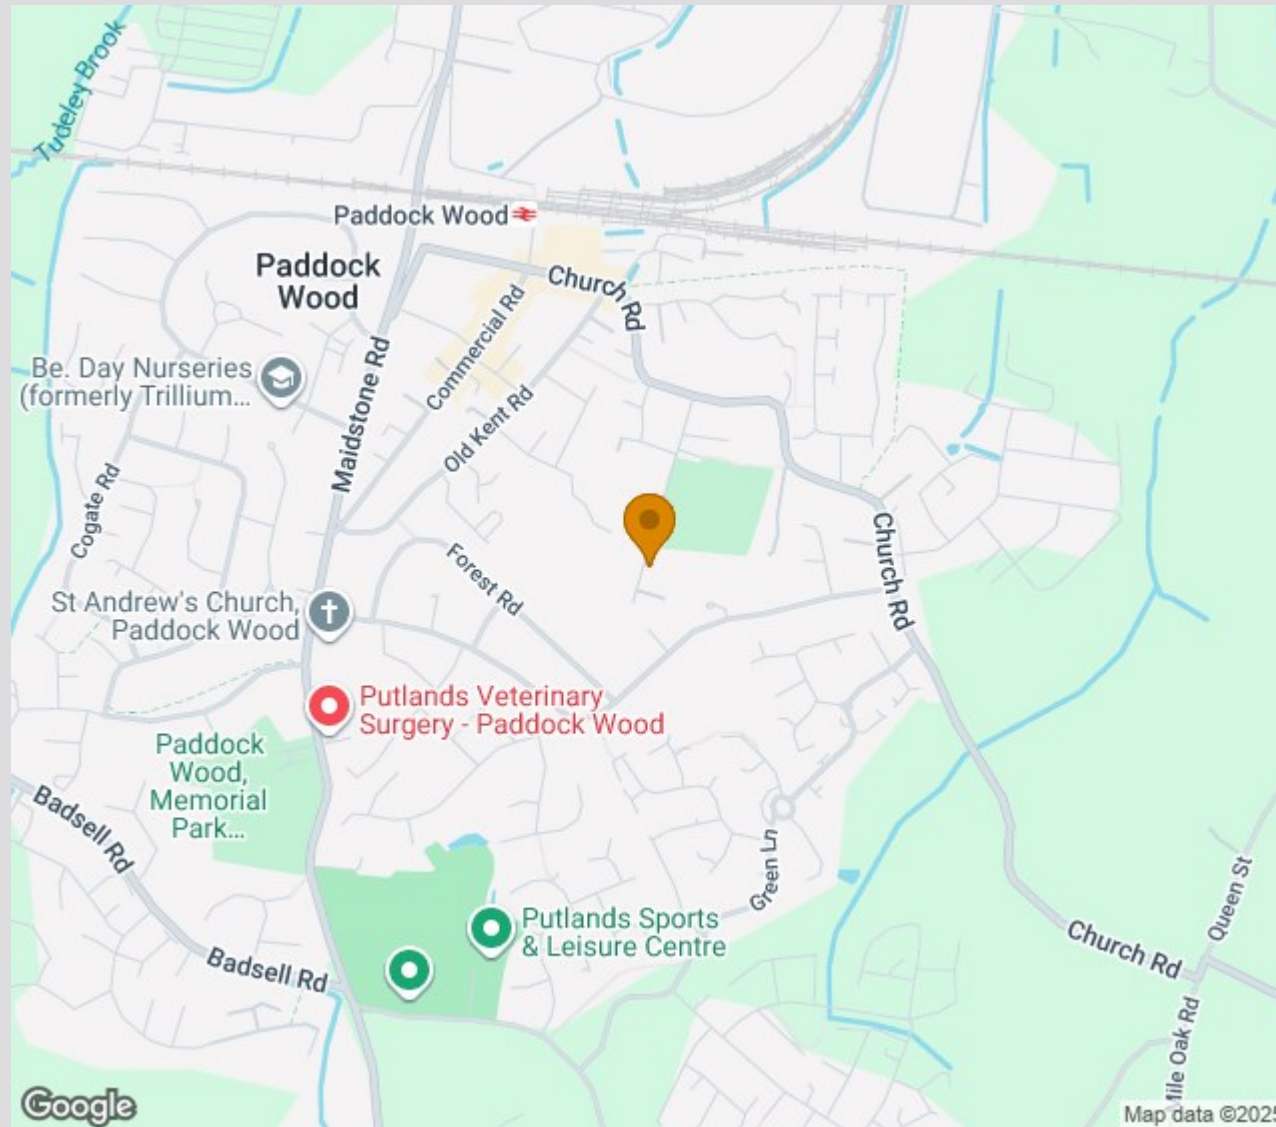 Tudeley Brook
Paddock Wood
Paddock
Wood
Church Rd
Commercial Rd
Be. Day Nurseries
(formerly Trillium...
Maidstone Rd
Old Kent Rd
Cogate Rd
Church Rd
Forest Rd
St Andrew's Church,
Paddock Wood
Putlands Veterinary
Surgery - Paddock Wood
Paddock
Wood,
Memorial
Park...
Badsell Rd
Green Ln
Queen St
Putlands Sports
& Leisure Centre
Church Rd
Badsell Rd
Mile Oak Rd
Google
Map data ©2025